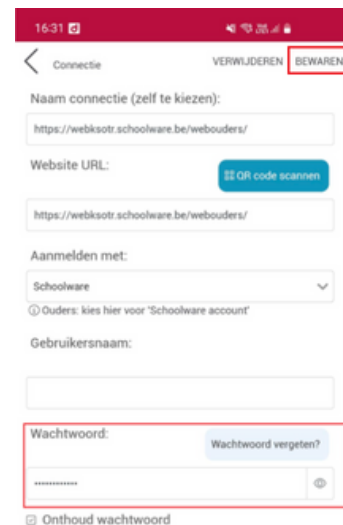 16:31
Connectie VERWIJDEREN BEWAREN
Naam connectie (zelf te kiezen):
https://webksotr.schoolware.be/webouders/
Website URL:
QR code scannen
https://webksotr.schoolware.be/webouders/
Aanmelden met:
Schoolware
Ouders: kies hier voor 'Schoolware account'
Gebruikersnaam:
Wachtwoord:
Wachtwoord vergeten?
Onthoud wachtwoord